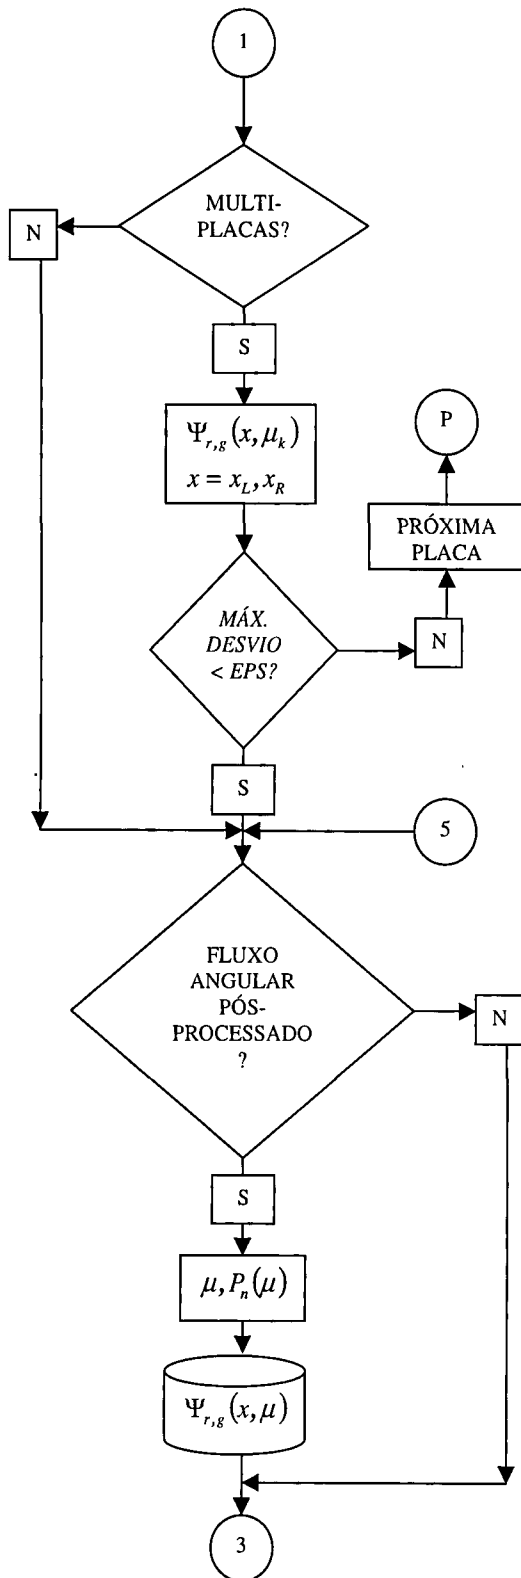 1
MULTI-
PLACAS?
N
S
Ψ_{r,g}(x, μ_k)
x = x_L, x_R
P
PRÓXIMA
PLACA
MÁX.
DESVIO
< EPS?
N
S
5
FLUXO
ANGULAR
PÓS-
PROCESSADO
?
N
S
μ, P_n(μ)
Ψ_{r,g}(x, μ)
3